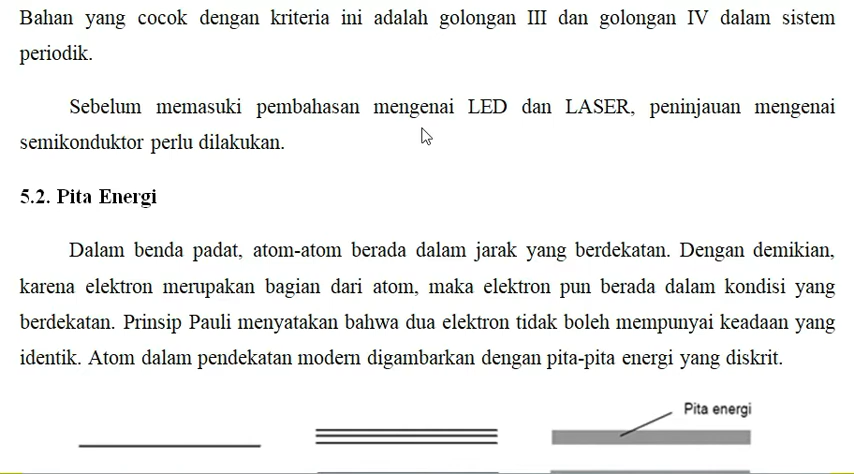 Bahan yang cocok dengan kriteria ini adalah golongan III dan golongan IV dalam sistem
periodik.
Sebelum memasuki pembahasan mengenai LED dan LASER, peninjauan mengenai
semikonduktor perlu dilakukan.
5.2. Pita Energi
Dalam benda padat, atom-atom berada dalam jarak yang berdekatan. Dengan demikian,
karena elektron merupakan bagian dari atom, maka elektron pun berada dalam kondisi yang
berdekatan. Prinsip Pauli menyatakan bahwa dua elektron tidak boleh mempunyai keadaan yang
identik. Atom dalam pendekatan modern digambarkan dengan pita-pita energi yang diskrit.
Pita energi